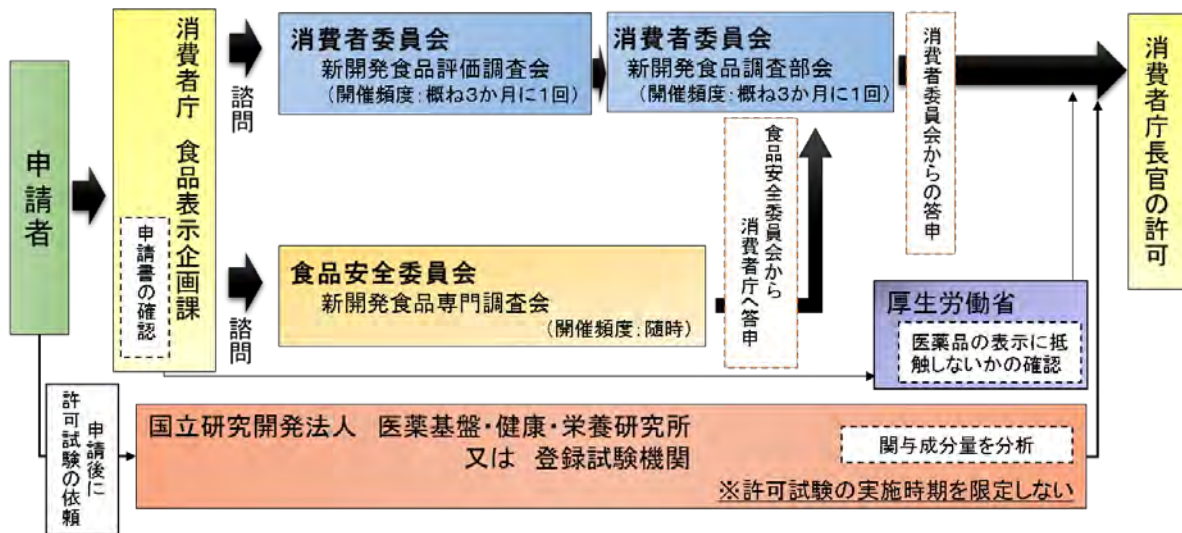 申請者
消費者庁 食品表示企画課
申請書の確認
諮問
消費者委員会
新開発食品評価調査会
(開催頻度:概ね3か月に1回)
消費者委員会
新開発食品調査部会
(開催頻度:概ね3か月に1回)
消費者委員会からの答申
消費者庁長官の許可
諮問
食品安全委員会
新開発食品専門調査会
(開催頻度:随時)
食品安全委員会から
消費者庁へ答申
厚生労働省
医薬品の表示に抵
触しないかの確認
申請後に
許可試験の依頼
国立研究開発法人 医薬基盤・健康・栄養研究所
又は 登録試験機関
関与成分量を分析
※許可試験の実施時期を限定しない